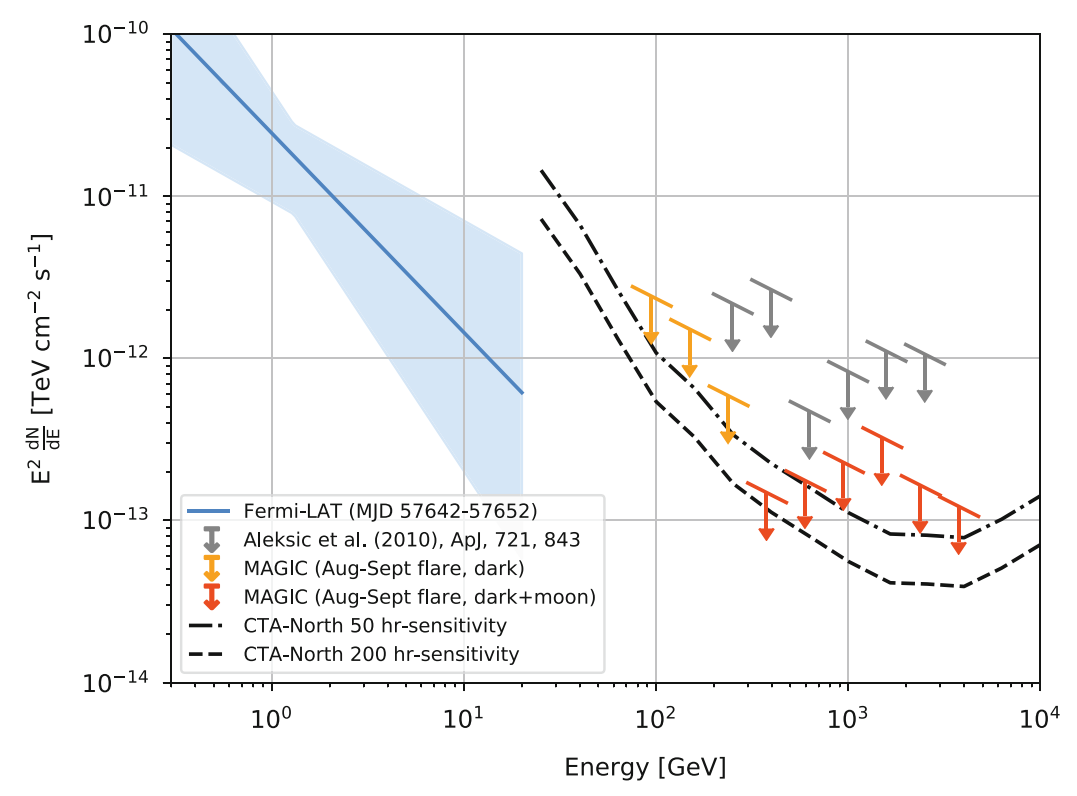 10⁻¹⁰
10⁻¹¹
10⁻¹²
10⁻¹³
10⁻¹⁴
E² dN/dE [TeV cm⁻² s⁻¹]
Fermi-LAT (MJD 57642-57652)
Aleksic et al. (2010), ApJ, 721, 843
MAGIC (Aug-Sept flare, dark)
MAGIC (Aug-Sept flare, dark+moon)
CTA-North 50 hr-sensitivity
CTA-North 200 hr-sensitivity
10⁰ 10¹ 10² 10³ 10⁴
Energy [GeV]